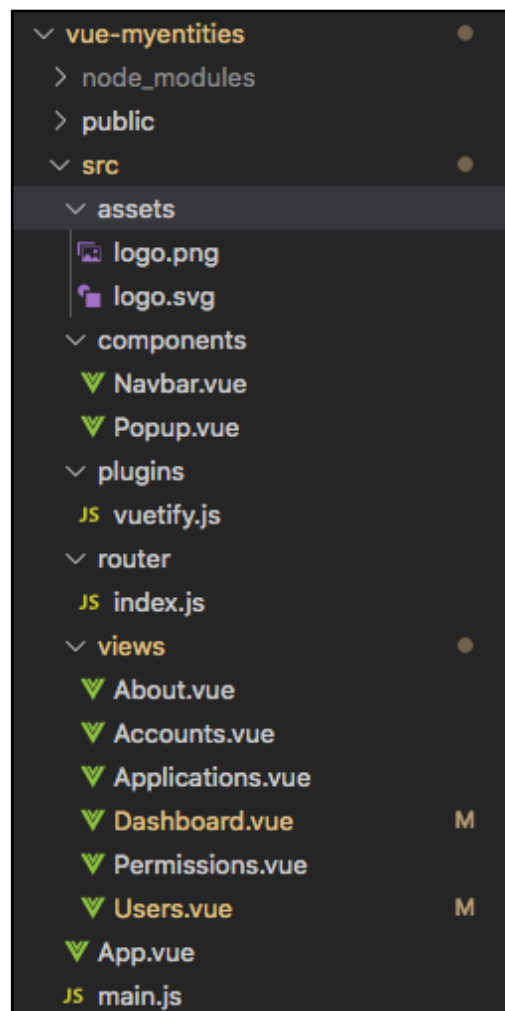 vue-myentities
node_modules
public
src
assets
logo.png
logo.svg
components
Navbar.vue
Popup.vue
plugins
JS vuetify.js
router
JS index.js
views
About.vue
Accounts.vue
Applications.vue
Dashboard.vue M
Permissions.vue
Users.vue M
App.vue
JS main.js